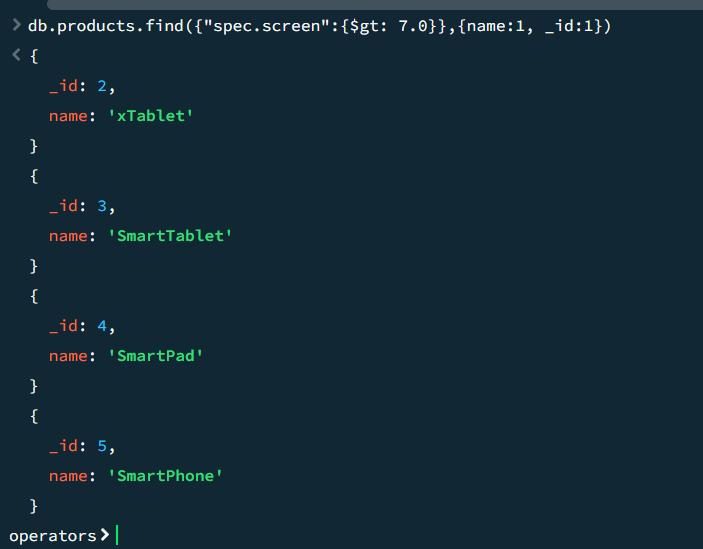 > db.products.find({"spec.screen":{$gt: 7.0}},{name:1, _id:1})
< {
_id: 2,
name: 'xTablet'
}
{
_id: 3,
name: 'SmartTablet'
}
{
_id: 4,
name: 'SmartPad'
}
{
_id: 5,
name: 'SmartPhone'
}
operators>